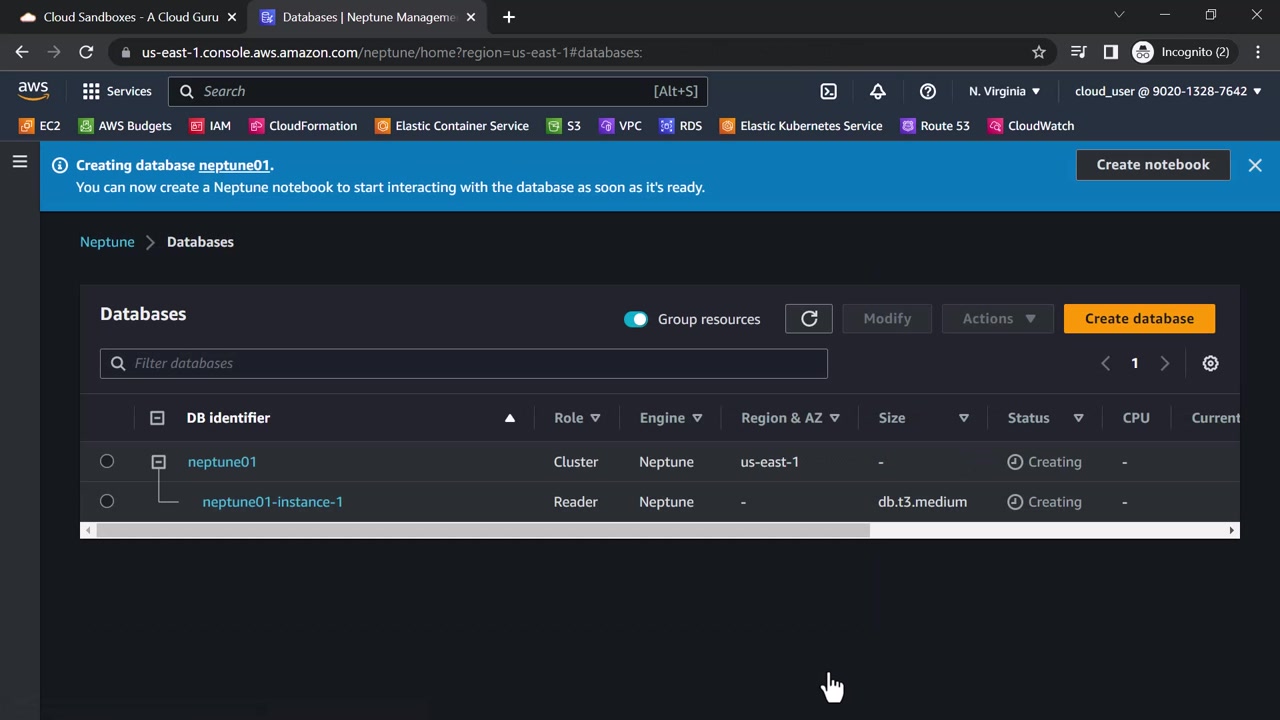 Cloud Sandboxes - A Cloud Guru
Databases | Neptune Manageme
us-east-1.console.aws.amazon.com/neptune/home?region=us-east-1#databases:
Incognito (2)
aws
Services
Search
[Alt+S]
N. Virginia
cloud_user @ 9020-1328-7642
EC2
AWS Budgets
IAM
CloudFormation
Elastic Container Service
S3
VPC
RDS
Elastic Kubernetes Service
Route 53
CloudWatch
Creating database neptune01.
You can now create a Neptune notebook to start interacting with the database as soon as it's ready.
Create notebook
Neptune
Databases
Databases
Group resources
Modify
Actions
Create database
Filter databases
1
DB identifier
Role
Engine
Region & AZ
Size
Status
CPU
Current
neptune01
Cluster
Neptune
us-east-1
-
Creating
-
neptune01-instance-1
Reader
Neptune
-
db.t3.medium
Creating
-